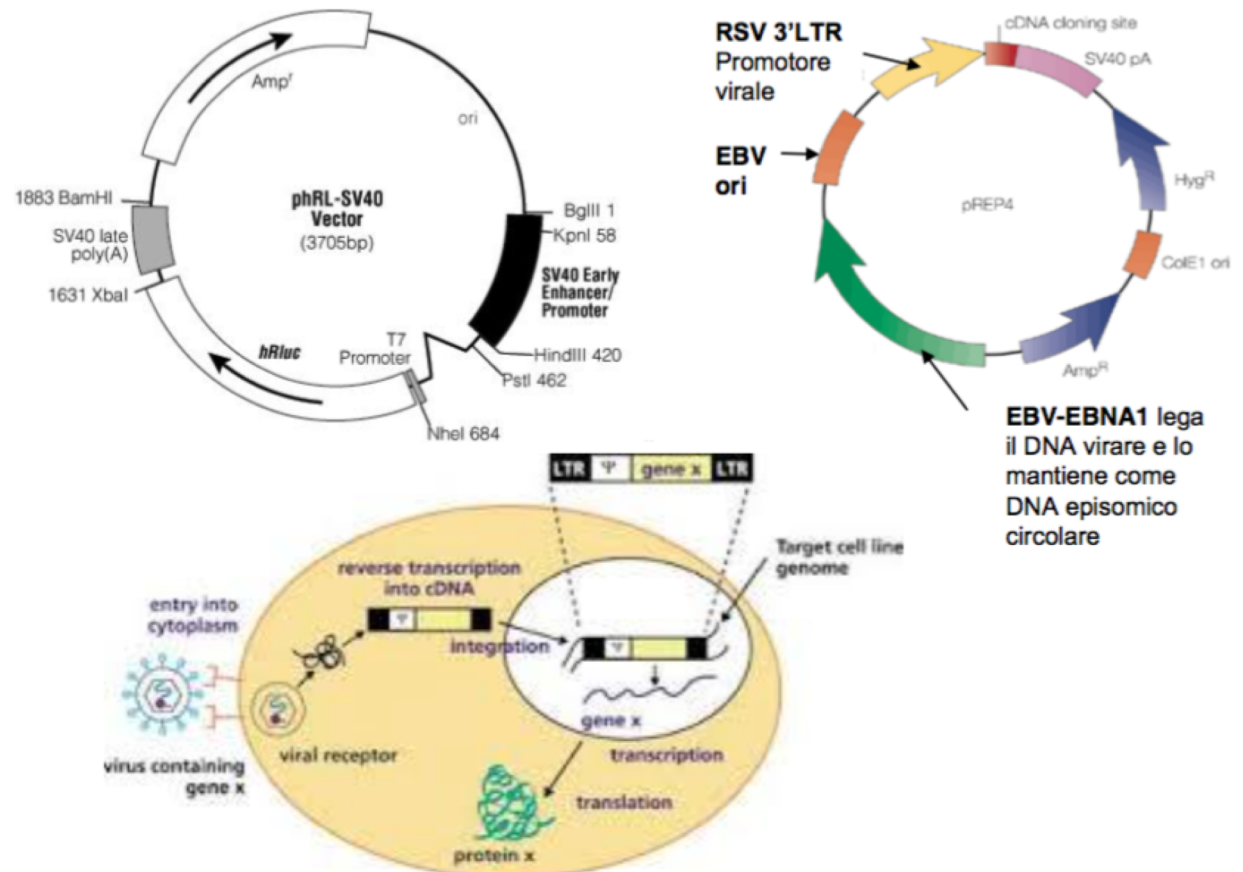 Ampʳ
ori
phRL-SV40
Vector
(3705bp)
1883 BamHI
SV40 late
poly(A)
1631 XbaI
hRluc
T7
Promoter
BglII 1
KpnI 58
SV40 Early
Enhancer/
Promoter
HindIII 420
PstI 462
NheI 684
RSV 3'LTR
Promotore
virale
EBV
ori
cDNA cloning site
SV40 pA
HygR
pREP4
ColE1 ori
AmpR
EBV-EBNA1 lega
il DNA virare e lo
mantiene come
DNA episomico
circolare
LTR Ψ gene x LTR
Target cell line
genome
reverse transcription
into cDNA
entry into
cytoplasm
Ψ
integration
Ψ
gene x
viral receptor
transcription
virus containing
gene x
translation
protein x